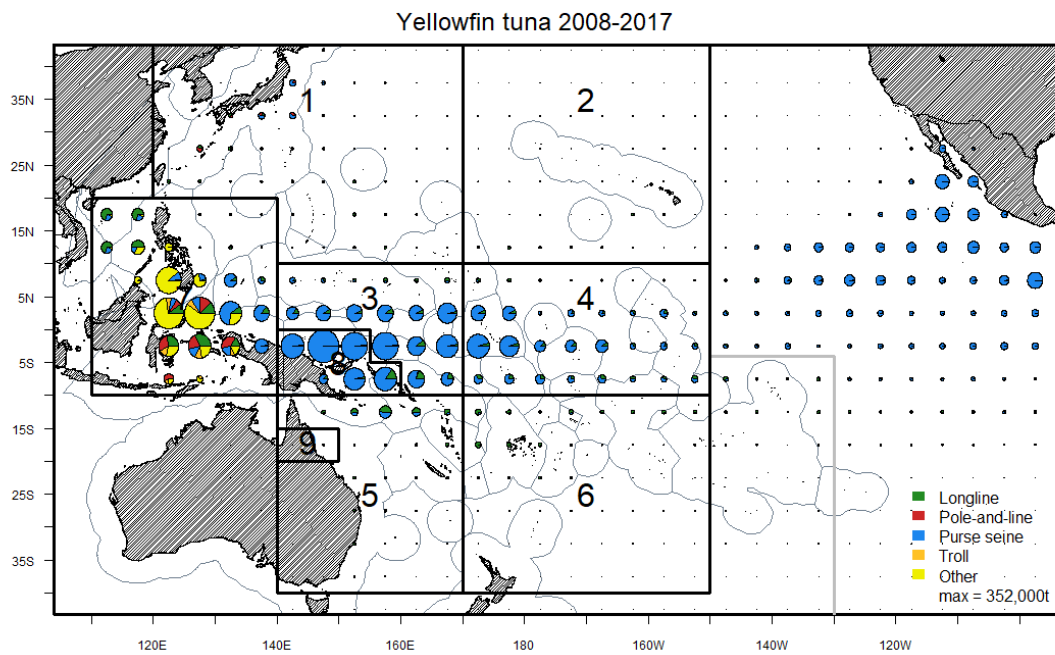 Yellowfin tuna 2008-2017
35N
25N
15N
5N
5S
15S
25S
35S
1
2
3
4
9
5
6
Longline
Pole-and-line
Purse seine
Troll
Other
max = 352,000t
120E
140E
160E
160W
140W
120W